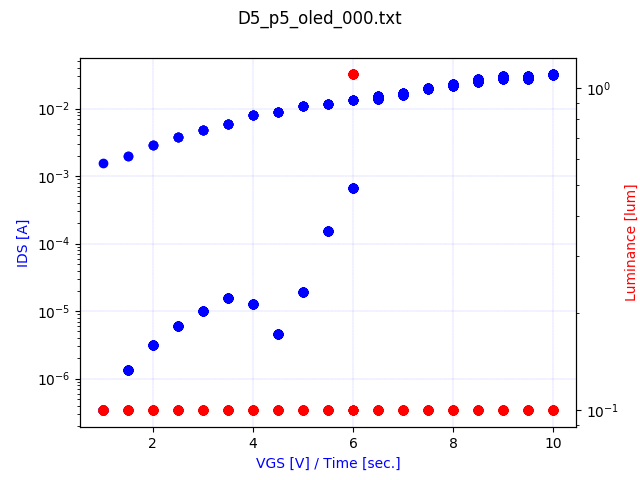 D5_p5_oled_000.txt
IDS [A]
10⁻²
10⁻³
10⁻⁴
10⁻⁵
10⁻⁶
2 4 6 8 10
VGS [V] / Time [sec.]
10⁰
10⁻¹
Luminance [lum]